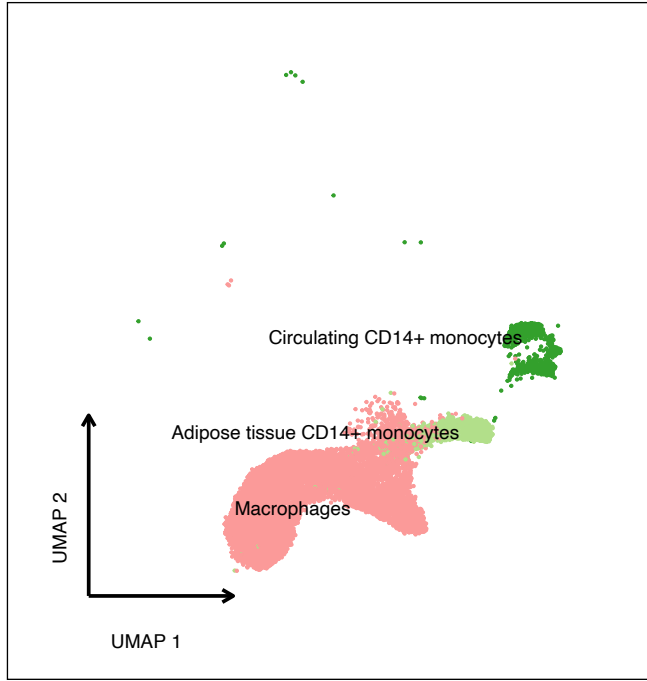 Circulating CD14+ monocytes
Adipose tissue CD14+ monocytes
Macrophages
UMAP 2
UMAP 1